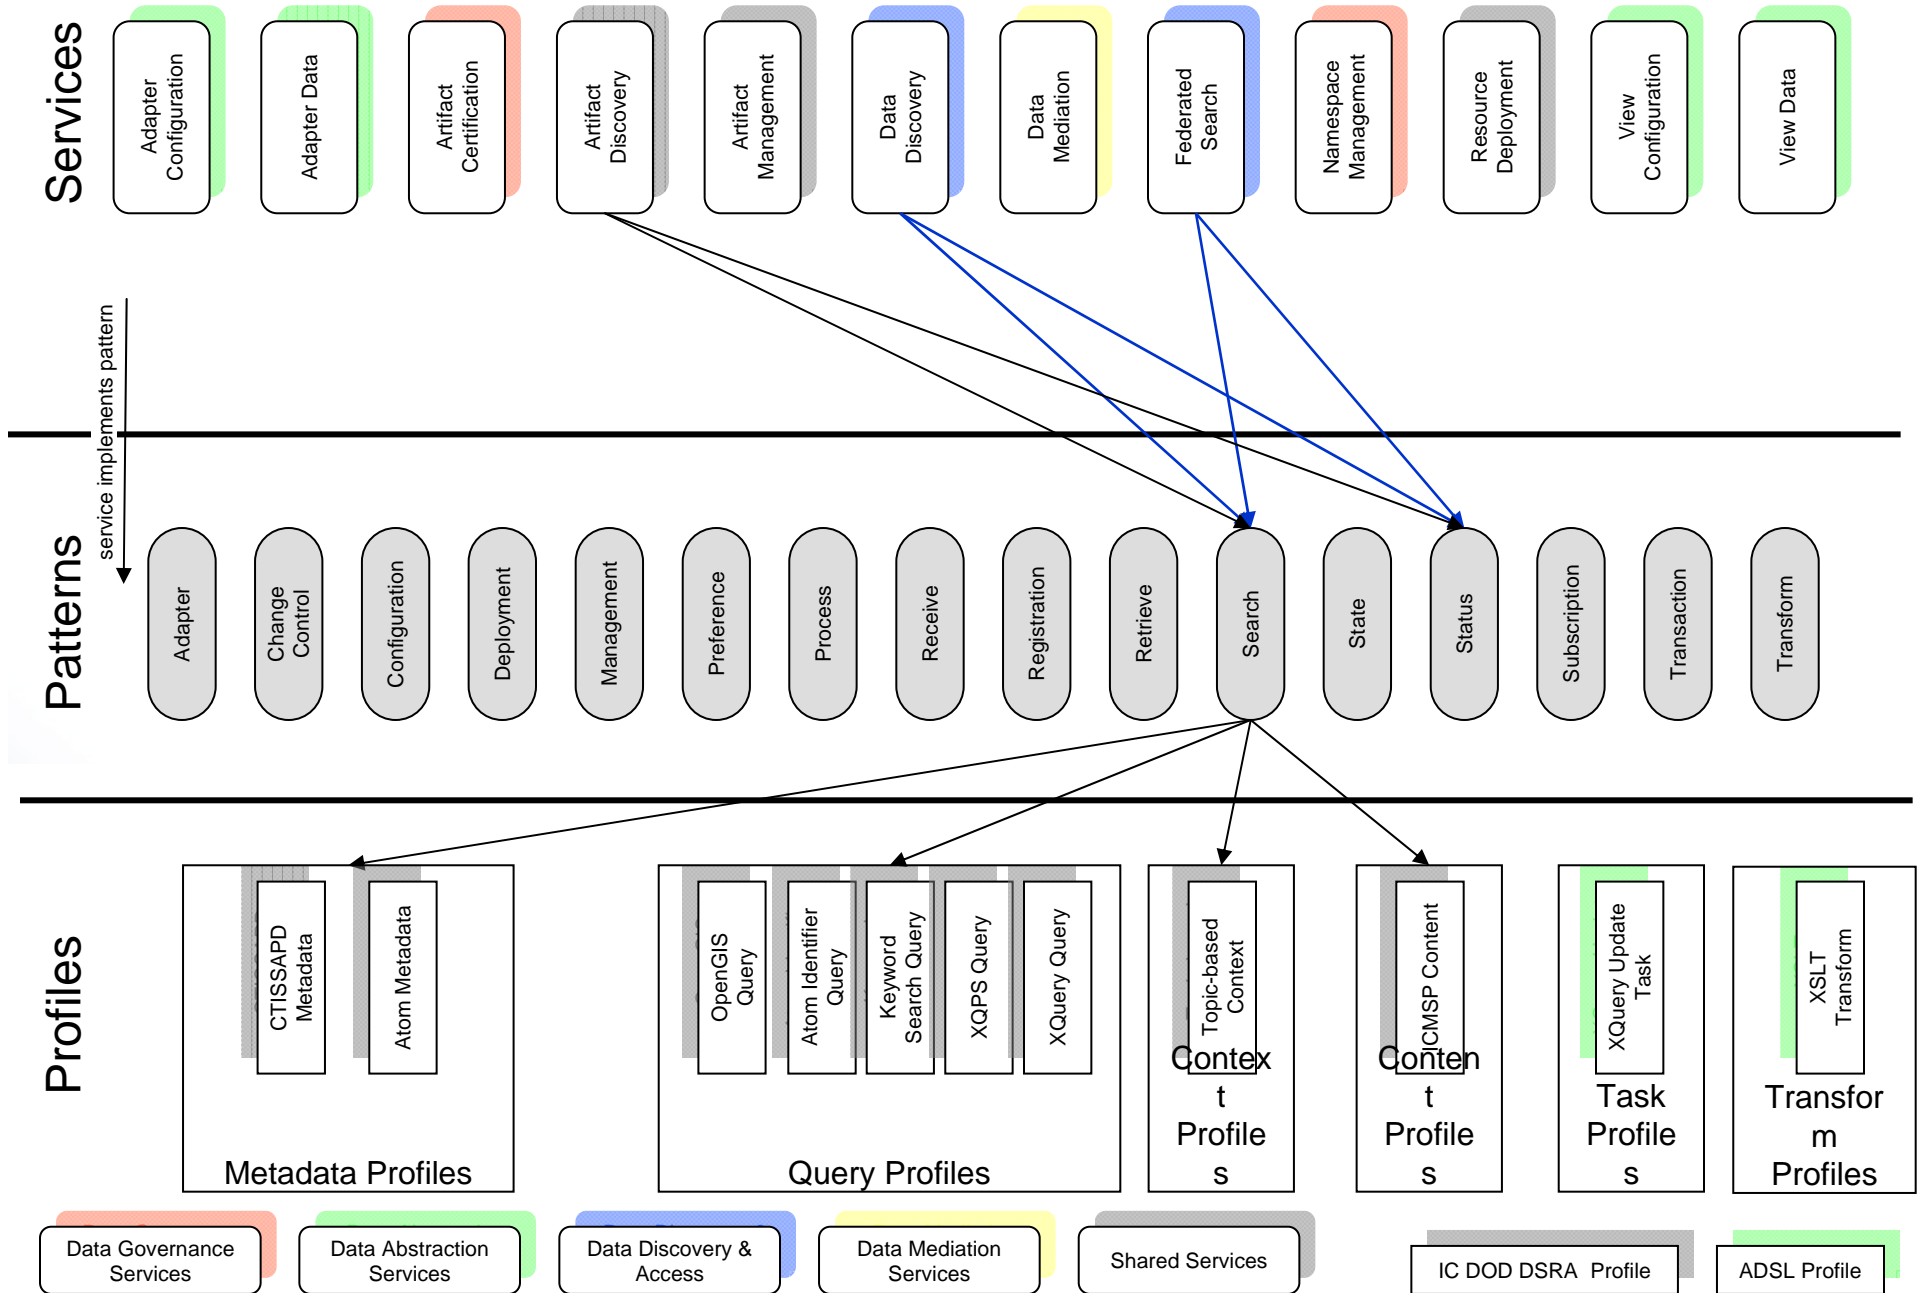 Services
Adapter
Configuration
Adapter Data
Artifact
Certification
Artifact
Discovery
Artifact
Management
Data
Discovery
Data
Mediation
Federated
Search
Namespace
Management
Resource
Deployment
View
Configuration
View Data
service implements pattern
Patterns
Adapter
Change
Control
Configuration
Deployment
Management
Preference
Process
Receive
Registration
Retrieve
Search
State
Status
Subscription
Transaction
Transform
Profiles
CTISSAPD
Metadata
Atom Metadata
Metadata Profiles
OpenGIS
Query
Atom Identifier
Query
Keyword
Search Query
XQPS Query
XQuery Query
Query Profiles
Topic-based
Context
Contex
t
Profile
s
ICMSP Content
Conten
t
Profile
s
XQuery Update
Task
Task
Profile
s
XSLT
Transform
Transfor
m
Profiles
Data Governance
Services
Data Abstraction
Services
Data Discovery &
Access
Data Mediation
Services
Shared Services
IC DOD DSRA Profile
ADSL Profile